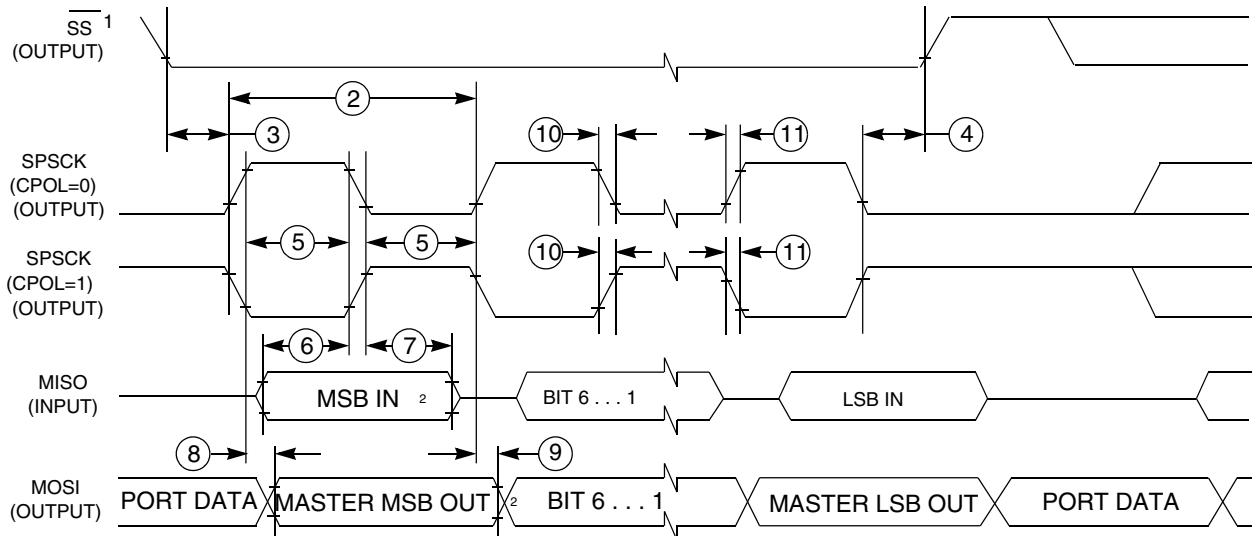 SS 1
(OUTPUT)
2
3
10
11
4
SPSCK
(CPOL=0)
(OUTPUT)
5
5
SPSCK
(CPOL=1)
(OUTPUT)
10
11
6
7
MISO
(INPUT)
MSB IN 2
BIT 6 . . . 1
LSB IN
8
9
MOSI
(OUTPUT)
PORT DATA
MASTER MSB OUT 2
BIT 6 . . . 1
MASTER LSB OUT
PORT DATA